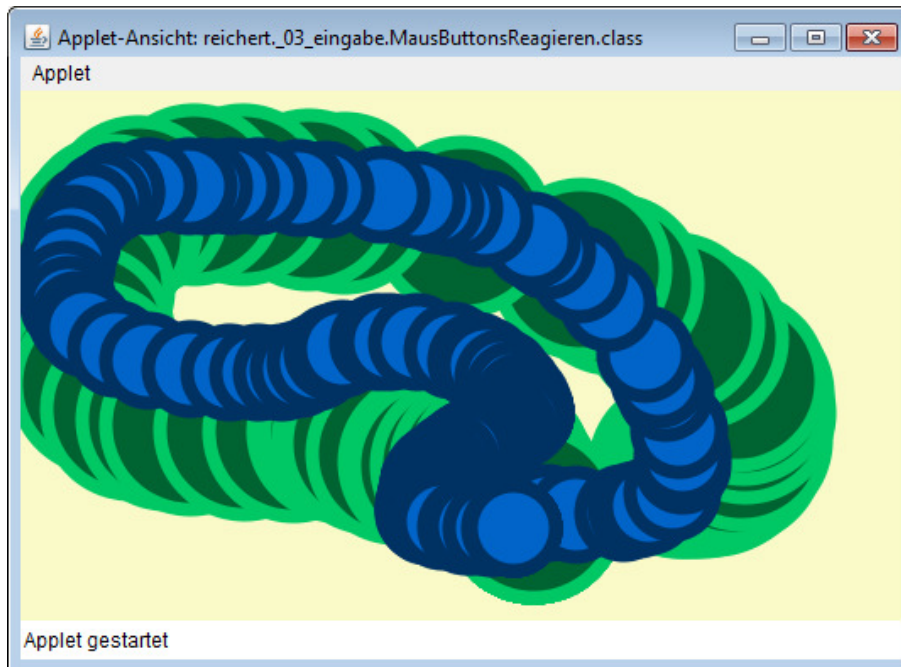 Applet-Ansicht: reichert._03_eingabe.MausButtonsReagieren.class
Applet
Applet gestartet